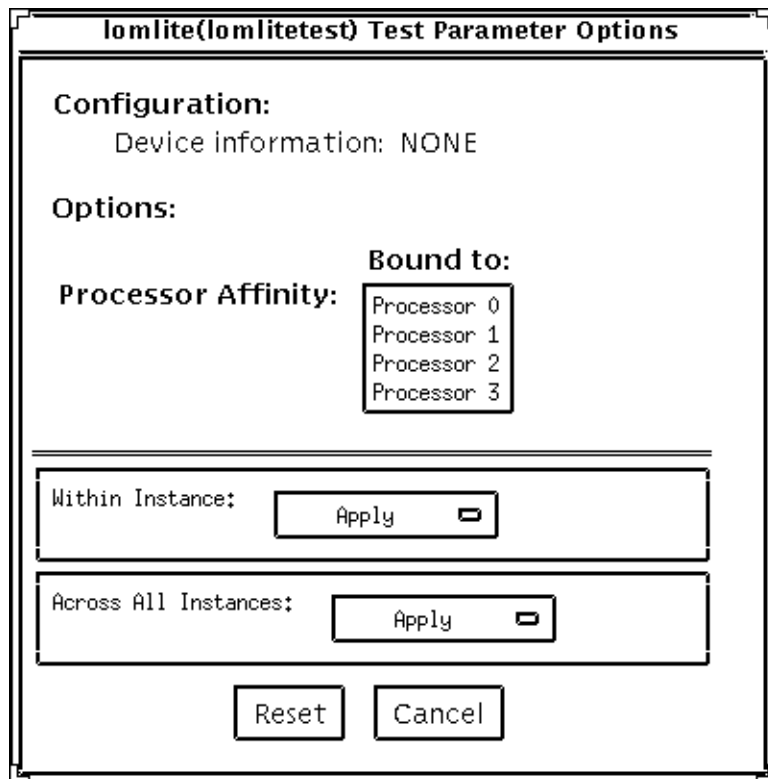 lomlite(lomlitetest) Test Parameter Options
Configuration:
Device information: NONE
Options:
Bound to:
Processor Affinity:
Processor 0
Processor 1
Processor 2
Processor 3
Within Instance:
Apply
Across All Instances:
Apply
Reset
Cancel